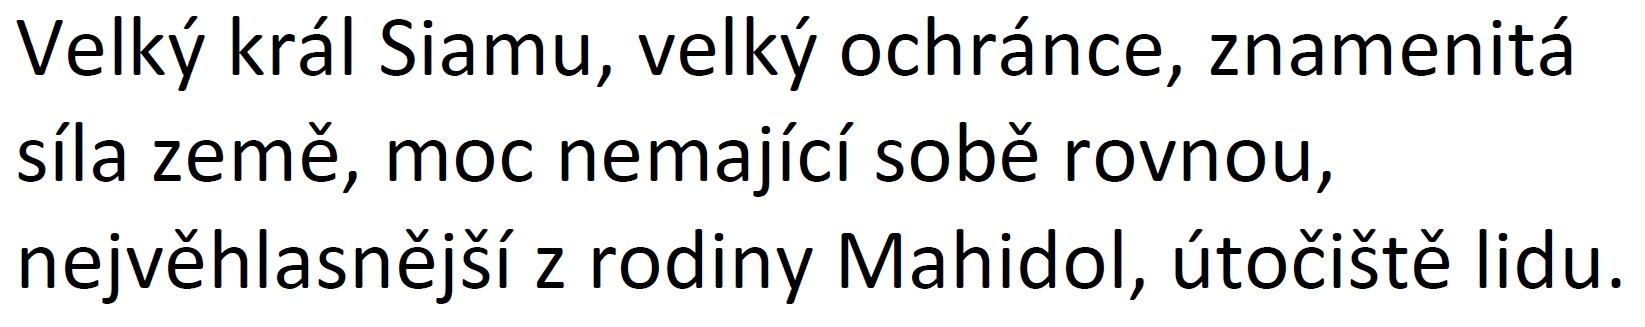 Velký král Siamu, velký ochránce, znamenitá
síla země, moc nemající sobě rovnou,
nejvěhlasnější z rodiny Mahidol, útočiště lidu.